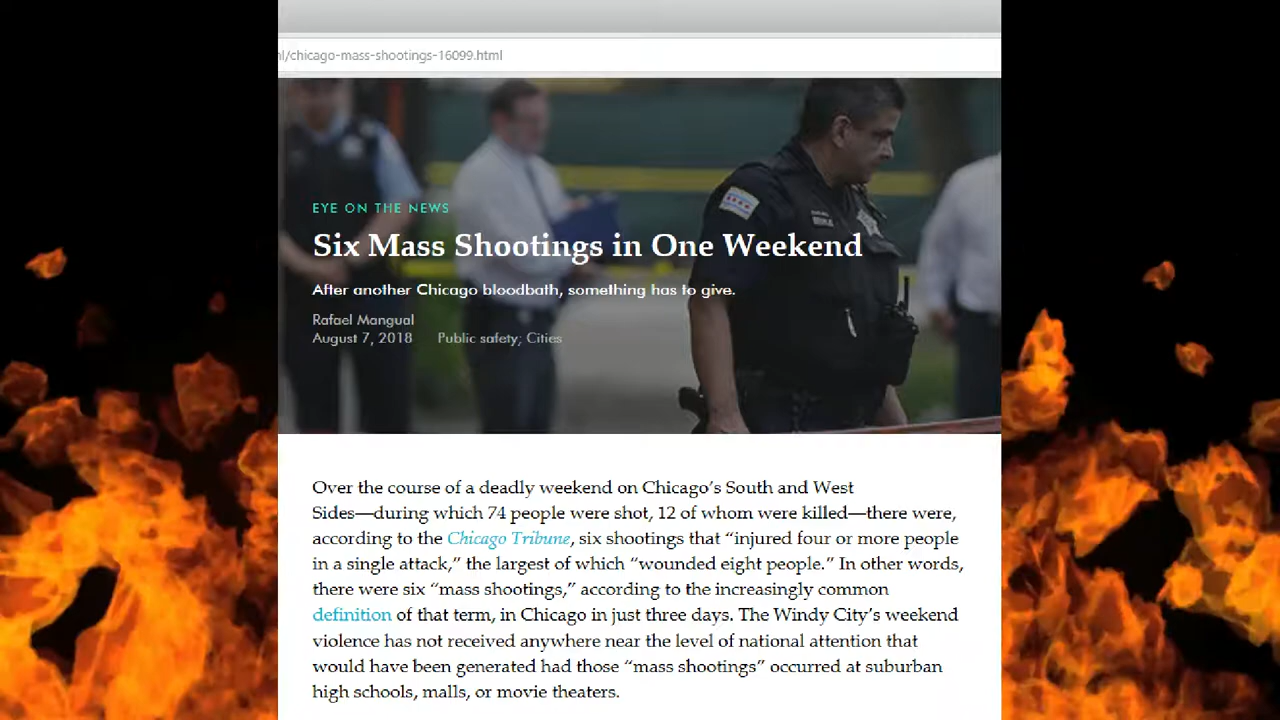 /chicago-mass-shootings-16099.html
EYE ON THE NEWS
Six Mass Shootings in One Weekend
After another Chicago bloodbath, something has to give.
Rafael Mangual
August 7, 2018 Public safety; Cities
Over the course of a deadly weekend on Chicago’s South and West
Sides—during which 74 people were shot, 12 of whom were killed—there were,
according to the Chicago Tribune, six shootings that “injured four or more people
in a single attack,” the largest of which “wounded eight people.” In other words,
there were six “mass shootings,” according to the increasingly common
definition of that term, in Chicago in just three days. The Windy City’s weekend
violence has not received anywhere near the level of national attention that
would have been generated had those “mass shootings” occurred at suburban
high schools, malls, or movie theaters.